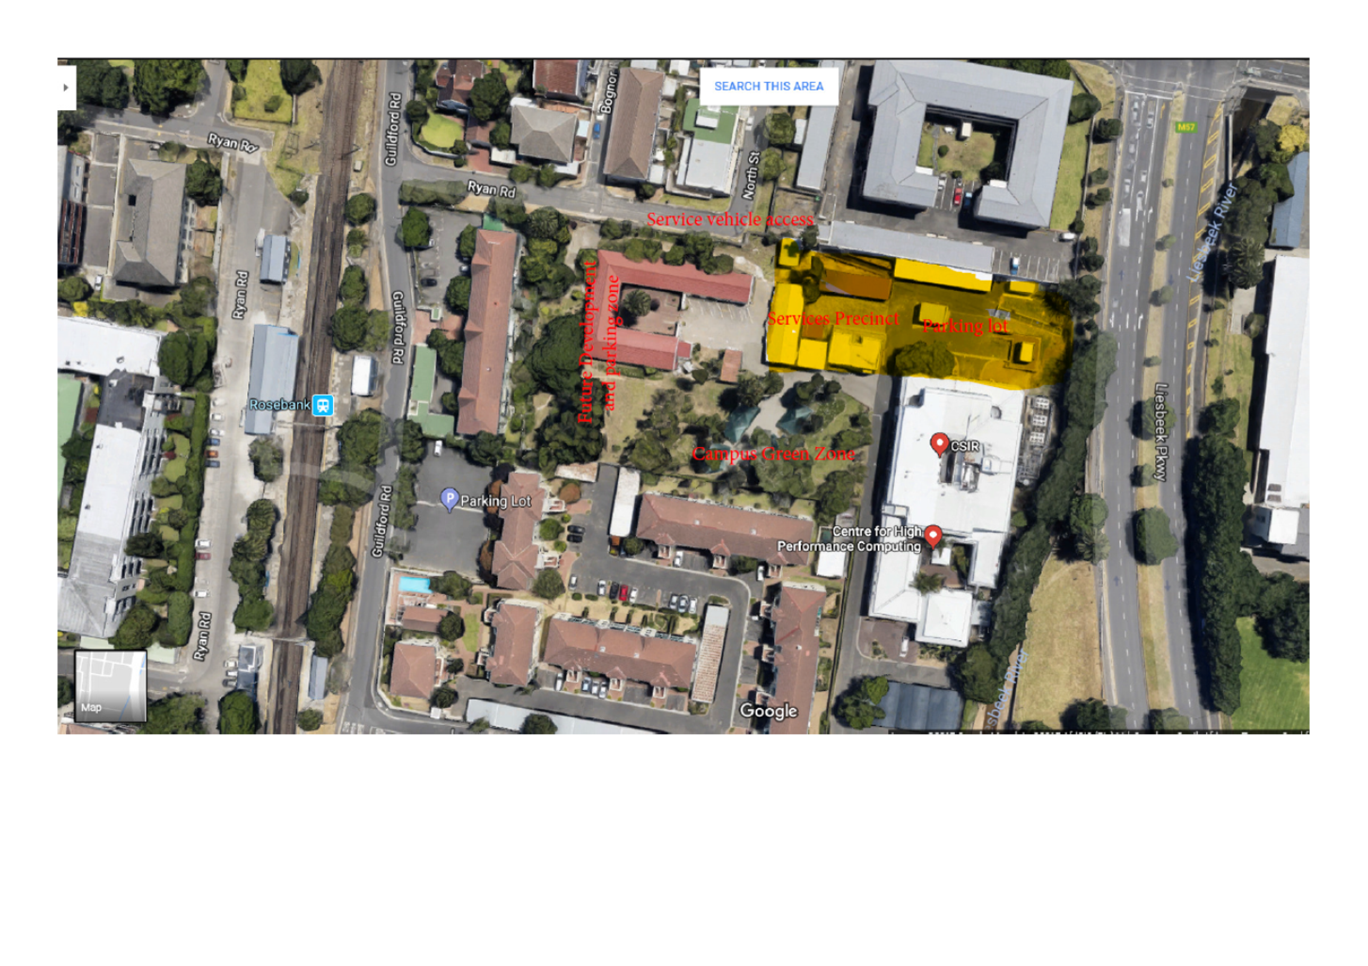 SEARCH THIS AREA
M57
Bognor
Guildford Rd
Ryan Rd
Ryan Rd
North St
Service vehicle access
Liesbeek River
Ryan Rd
Guildford Rd
Future Development
and parking zone
Services Precinct
Parking lot
Rosebank
Liesbeek Pkwy
CSIR
Campus Green Zone
Parking Lot
Guildford Rd
Centre for High
Performance Computing
Ryan Rd
Map
Google
sbeek River